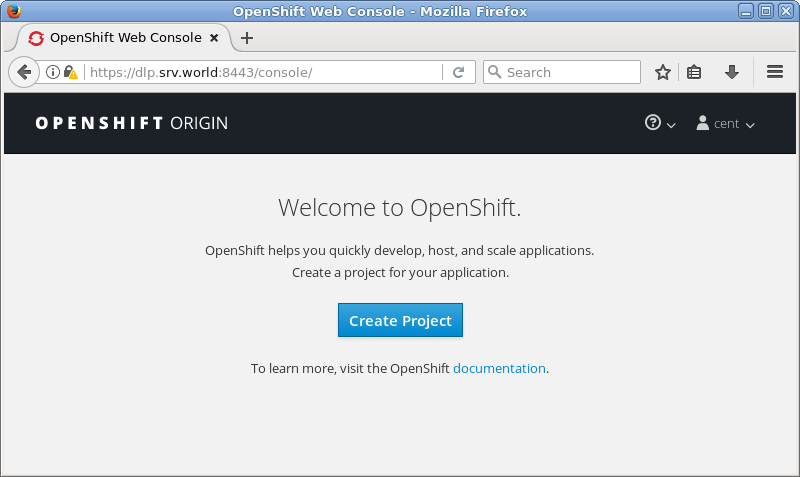 OpenShift Web Console - Mozilla Firefox
OpenShift Web Console
https://dlp.srv.world:8443/console/
Search
OPENSHIFT ORIGIN
cent
Welcome to OpenShift.
OpenShift helps you quickly develop, host, and scale applications.
Create a project for your application.
Create Project
To learn more, visit the OpenShift documentation.